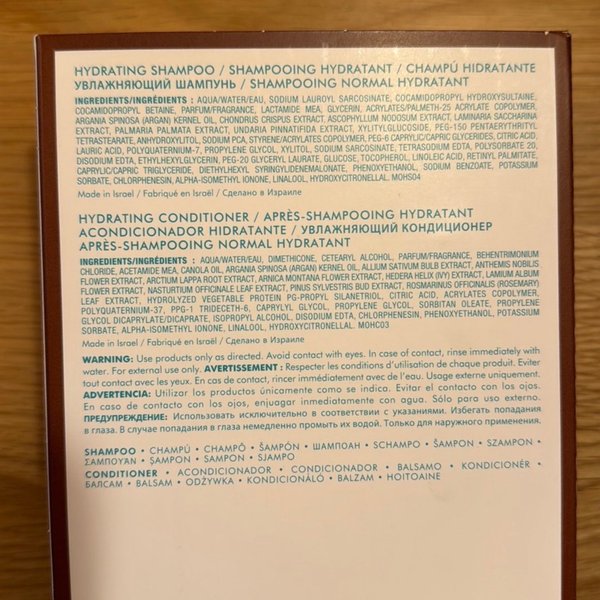 HYDRATING SHAMPOO / SHAMPOOING HYDRATANT / CHAMPÚ HIDRATANTE
УВЛАЖНЯЮЩИЙ ШАМПУНЬ / SHAMPOOING NORMAL HYDRATANT
INGREDIENTS/INGRÉDIENTS : AQUA/WATER/EAU, SODIUM LAUROYL SARCOSINATE, COCAMIDOPROPYL HYDROXYSULTAINE,
COCAMIDOPROPYL BETAINE, PARFUM/FRAGRANCE, LACTAMIDE MEA, GLYCERIN, ACRYLATES/PALMETH-25 ACRYLATE COPOLYMER,
ARGANIA SPINOSA (ARGAN) KERNEL OIL, CHONDRUS CRISPUS EXTRACT, ASCOPHYLLUM NODOSUM EXTRACT, LAMINARIA SACCHARINA
EXTRACT, PALMARIA PALMATA EXTRACT, UNDARIA PINNATIFIDA EXTRACT, XYLITYLGLUCOSIDE, PEG-150 PENTAERYTHRITYL
TETRASTEARATE, ANHYDROXYLITOL, SODIUM PCA, STYRENE/ACRYLATES COPOLYMER, PEG-6 CAPRYLIC/CAPRIC GLYCERIDES, CITRIC ACID,
LAURIC ACID, POLYQUATERNIUM-7, PROPYLENE GLYCOL, XYLITOL, SODIUM SARCOSINATE, TETRASODIUM EDTA, POLYSORBATE 20,
DISODIUM EDTA, ETHYLHEXYLGLYCERIN, PEG-20 GLYCERYL LAURATE, GLUCOSE, TOCOPHEROL, LINOLEIC ACID, RETINYL PALMITATE,
CAPRYLIC/CAPRIC TRIGLYCERIDE, DIETHYLHEXYL SYRINGYLIDENEMALONATE, PHENOXYETHANOL, SODIUM BENZOATE, POTASSIUM
SORBATE, CHLORPHENESIN, ALPHA-ISOMETHYL IONONE, LINALOOL, HYDROXYCITRONELLAL. MOHS04
Made in Israel / Fabriqué en Israël / Сделано в Израиле
HYDRATING CONDITIONER / APRÈS-SHAMPOOING HYDRATANT
ACONDICIONADOR HIDRATANTE / УВЛАЖНЯЮЩИЙ КОНДИЦИОНЕР
APRÈS-SHAMPOOING NORMAL HYDRATANT
INGREDIENTS/INGRÉDIENTS : AQUA/WATER/EAU, DIMETHICONE, CETEARYL ALCOHOL, PARFUM/FRAGRANCE, BEHENTRIMONIUM
CHLORIDE, ACETAMIDE MEA, CANOLA OIL, ARGANIA SPINOSA (ARGAN) KERNEL OIL, ALLIUM SATIVUM BULB EXTRACT, ANTHEMIS NOBILIS
FLOWER EXTRACT, ARCTIUM LAPPA ROOT EXTRACT, ARNICA MONTANA FLOWER EXTRACT, HEDERA HELIX (IVY) EXTRACT, LAMIUM ALBUM
FLOWER EXTRACT, NASTURTIUM OFFICINALE LEAF EXTRACT, PINUS SYLVESTRIS BUD EXTRACT, ROSMARINUS OFFICINALIS (ROSEMARY)
LEAF EXTRACT, HYDROLYZED VEGETABLE PROTEIN PG-PROPYL SILANETRIOL, CITRIC ACID, ACRYLATES COPOLYMER,
POLYQUATERNIUM-37, PPG-1 TRIDECETH-6, CAPRYLYL GLYCOL, PROPYLENE GLYCOL, SORBITAN OLEATE, PROPYLENE
GLYCOL DICAPRYLATE/DICAPRATE, ISOPROPYL ALCOHOL, DISODIUM EDTA, CHLORPHENESIN, PHENOXYETHANOL, POTASSIUM
SORBATE, ALPHA-ISOMETHYL IONONE, LINALOOL, HYDROXYCITRONELLAL. MOHC03
Made in Israel / Fabriqué en Israël / Сделано в Израиле
WARNING: Use products only as directed. Avoid contact with eyes. In case of contact, rinse immediately with
water. For external use only. AVERTISSEMENT : Respecter les conditions d'utilisation de chaque produit. Eviter
tout contact avec les yeux. En cas de contact, rincer immédiatement avec de l'eau. Usage externe uniquement.
ADVERTENCIA: Utilizar los productos únicamente como se indica. Evitar el contacto con los ojos.
En caso de contacto con los ojos, enjuagar inmediatamente con agua. Sólo para uso externo.
ПРЕДУПРЕЖДЕНИЕ: Использовать исключительно в соответствии с указаниями. Избегать попадания
в глаза. В случае попадания в глаза немедленно промыть их водой. Только для наружного применения.
SHAMPOO • CHAMPÚ • CHAMPÔ • ŠAMPÓN • ШАМПОАН • SCHAMPO • ŠAMPON • SZAMPON •
ΣΑΜΠΟΥΑΝ • ŞAMPON • SAMPON • SJAMPO
CONDITIONER • ACONDICIONADOR • CONDICIONADOR • BALSAMO • KONDICIONÉR •
БАЛСАМ • BALSAM • ODŻYWKA • KONDICIONÁLÓ • BALZAM • HOITOAINE